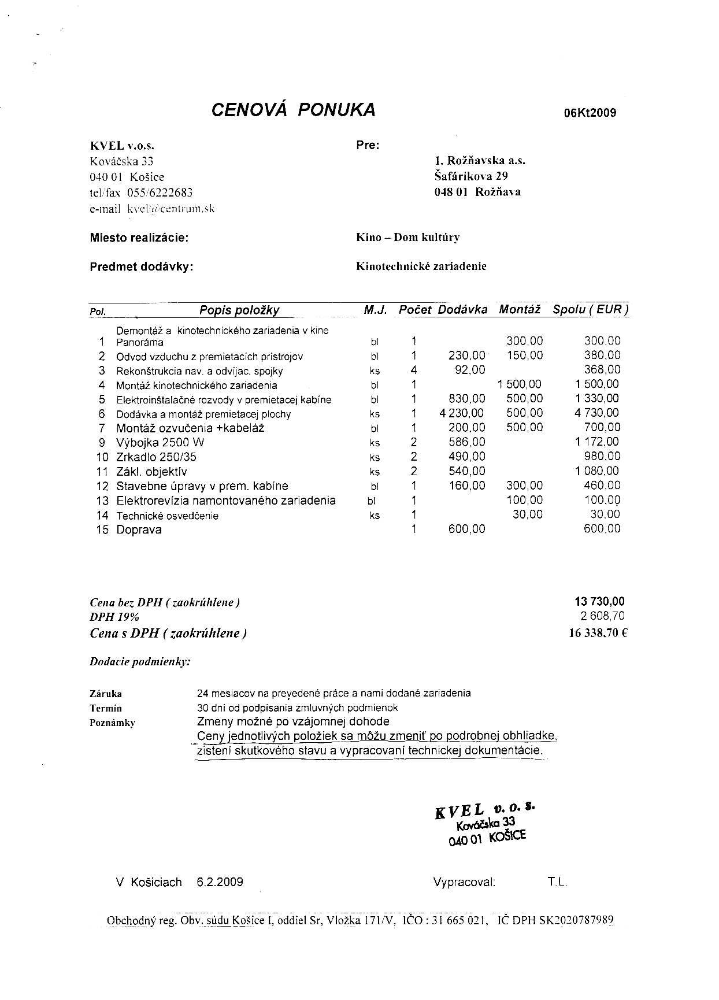 CENOVÁ PONUKA 06Kt2009
KVEL v.o.s. Pre:
Kováčska 33 1. Rožňavska a.s.
040 01 Košice Šafárikova 29
tel/fax 055/6222683 048 01 Rožňava
e-mail kvel@centrum.sk
Miesto realizácie: Kino – Dom kultúry
Predmet dodávky: Kinotechnické zariadenie
Pol. Popis položky M.J. Počet Dodávka Montáž Spolu ( EUR )
Demontáž a kinotechnického zariadenia v kine
1 Panoráma bl 1 300,00 300,00
2 Odvod vzduchu z premietacích prístrojov bl 1 230,00 150,00 380,00
3 Rekonštrukcia nav. a odvíjac. spojky ks 4 92,00 368,00
4 Montáž kinotechnického zariadenia bl 1 1 500,00 1 500,00
5 Elektroinštalačné rozvody v premietacej kabíne bl 1 830,00 500,00 1 330,00
6 Dodávka a montáž premietacej plochy ks 1 4 230,00 500,00 4 730,00
7 Montáž ozvučenia +kabeláž bl 1 200,00 500,00 700,00
9 Výbojka 2500 W ks 2 586,00 1 172,00
10 Zrkadlo 250/35 ks 2 490,00 980,00
11 Zákl. objektív ks 2 540,00 1 080,00
12 Stavebne úpravy v prem. kabíne bl 1 160,00 300,00 460,00
13 Elektrorevízia namontovaného zariadenia bl 1 100,00 100,00
14 Technické osvedčenie ks 1 30,00 30,00
15 Doprava 1 600,00 600,00
Cena bez DPH ( zaokrúhlene ) 13 730,00
DPH 19% 2 608,70
Cena s DPH ( zaokrúhlene ) 16 338,70 €
Dodacie podmienky:
Záruka 24 mesiacov na prevedené práce a nami dodané zariadenia
Termín 30 dní od podpísania zmluvných podmienok
Poznámky Zmeny možné po vzájomnej dohode
Ceny jednotlivých položiek sa môžu zmeniť po podrobnej obhliadke,
zistení skutkového stavu a vypracovaní technickej dokumentácie.
KVEL v.o.s.
Kováčska 33
040 01 KOŠICE
V Košiciach 6.2.2009 Vypracoval: T.L.
Obchodný reg. Obv. súdu Košice I, oddiel Sr, Vložka 171/V, IČO : 31 665 021, IČ DPH SK2020787989